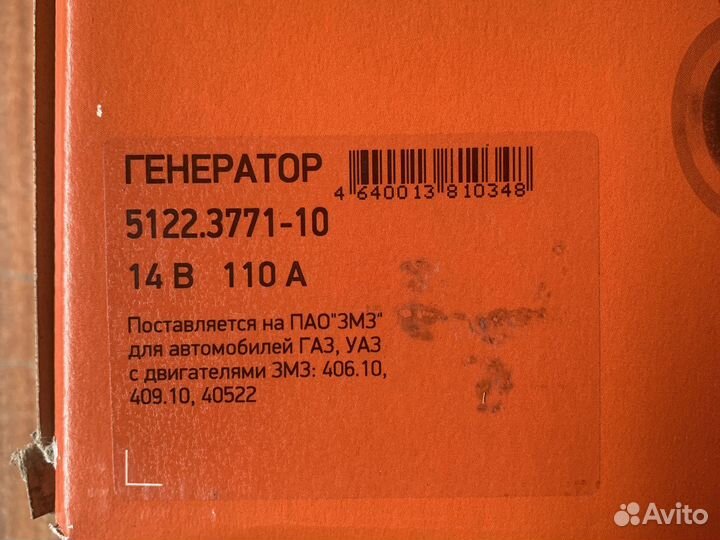 ГЕНЕРАТОР
4 640013 810348
5122.3771-10
14 В 110 А
Поставляется на ПАО"ЗМЗ"
для автомобилей ГАЗ, УАЗ
с двигателями ЗМЗ: 406.10,
409.10, 40522
Avito